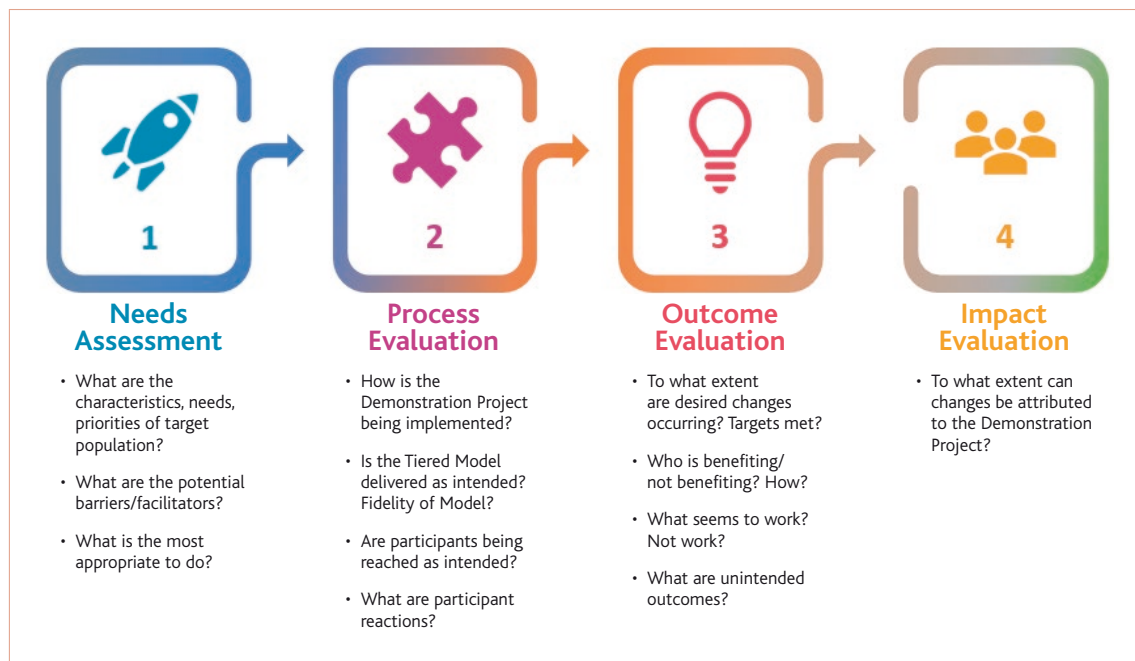 1
Needs
Assessment
• What are the
characteristics, needs,
priorities of target
population?
• What are the potential
barriers/facilitators?
• What is the most
appropriate to do?
2
Process
Evaluation
• How is the
Demonstration Project
being implemented?
• Is the Tiered Model
delivered as intended?
Fidelity of Model?
• Are participants being
reached as intended?
• What are participant
reactions?
3
Outcome
Evaluation
• To what extent
are desired changes
occurring? Targets met?
• Who is benefiting/
not benefiting? How?
• What seems to work?
Not work?
• What are unintended
outcomes?
4
Impact
Evaluation
• To what extent can
changes be attributed
to the Demonstration
Project?